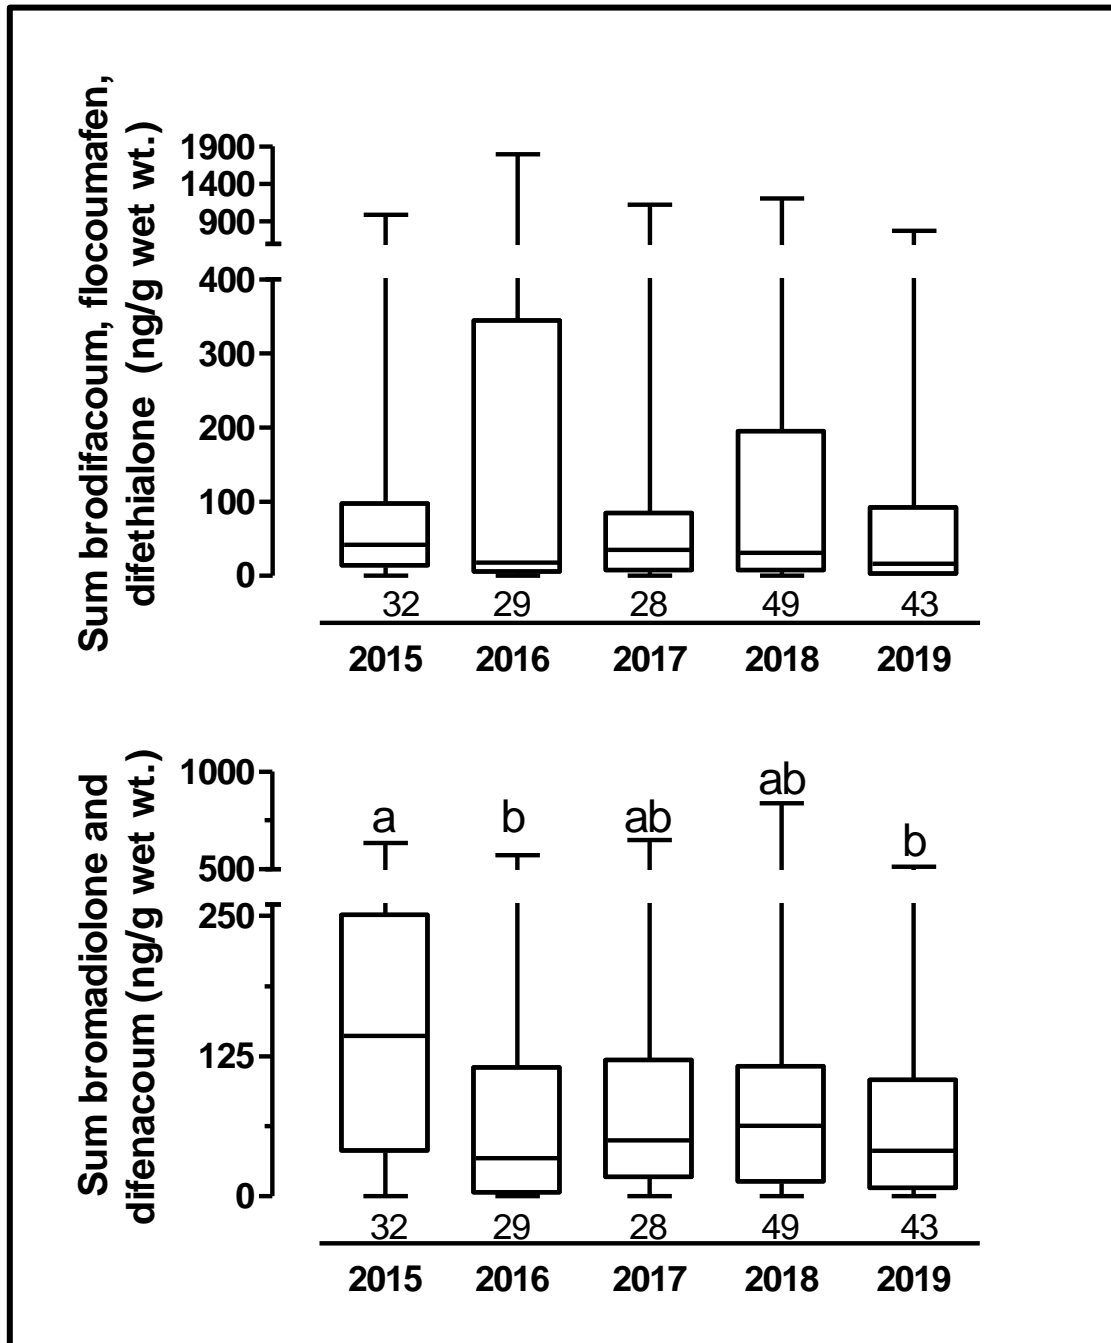 Sum brodifacoum, flocoumafen,
difethialone (ng/g wet wt.)
1900
1400
900
400
300
200
100
0
32 29 28 49 43
2015 2016 2017 2018 2019
Sum bromadiolone and
difenacoum (ng/g wet wt.)
1000
500
250
125
0
a b ab ab b
32 29 28 49 43
2015 2016 2017 2018 2019